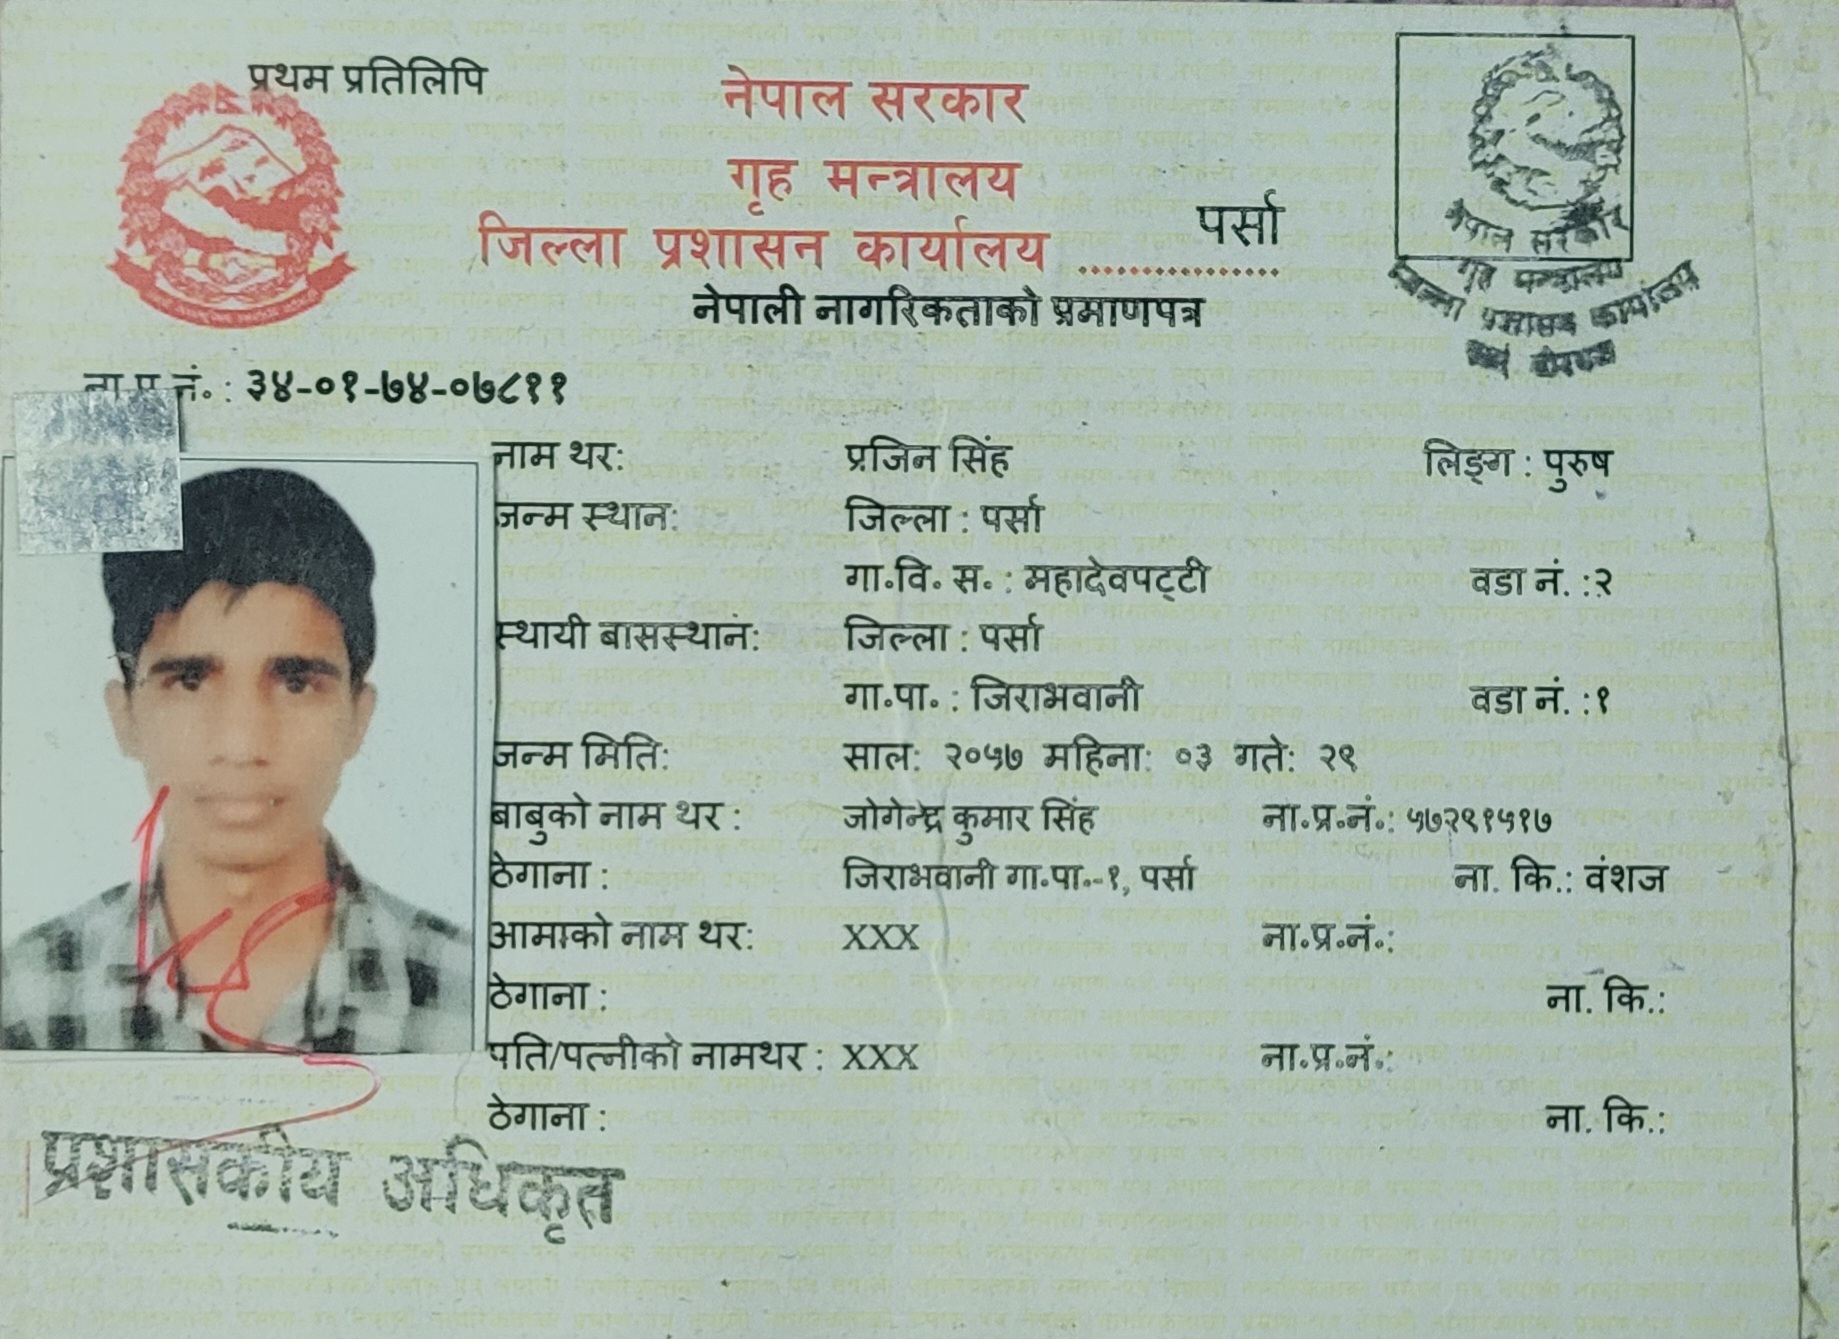 प्रथम प्रतिलिपि
नेपाल सरकार
गृह मन्त्रालय
जिल्ला प्रशासन कार्यालय .................... पर्सा
नेपाली नागरिकताको प्रमाणपत्र
नेपाल सरकार
गृह मन्त्रालय
जिल्ला प्रशासन कार्यालय
ना.प्र.नं. : ३४-०१-७४-०७८११
नाम थर: प्रजिन सिंह लिङ्ग : पुरुष
जन्म स्थान: जिल्ला : पर्सा
गा.वि. स. : महादेवपट्टी वडा नं. :२
स्थायी बासस्थान: जिल्ला : पर्सा
गा.पा. : जिराभवानी वडा नं. :१
जन्म मिति: साल: २०५७ महिना: ०३ गते: २९
बाबुको नाम थर : जोगेन्द्र कुमार सिंह ना.प्र.नं.: ५७२९१५१७
ठेगाना : जिराभवानी गा.पा.-१, पर्सा ना. कि.: वंशज
आमाको नाम थर: XXX ना.प्र.नं.:
ठेगाना : ना. कि.:
पति/पत्नीको नामथर : XXX ना.प्र.नं.:
ठेगाना : ना. कि.:
प्रशासकीय अधिकृत